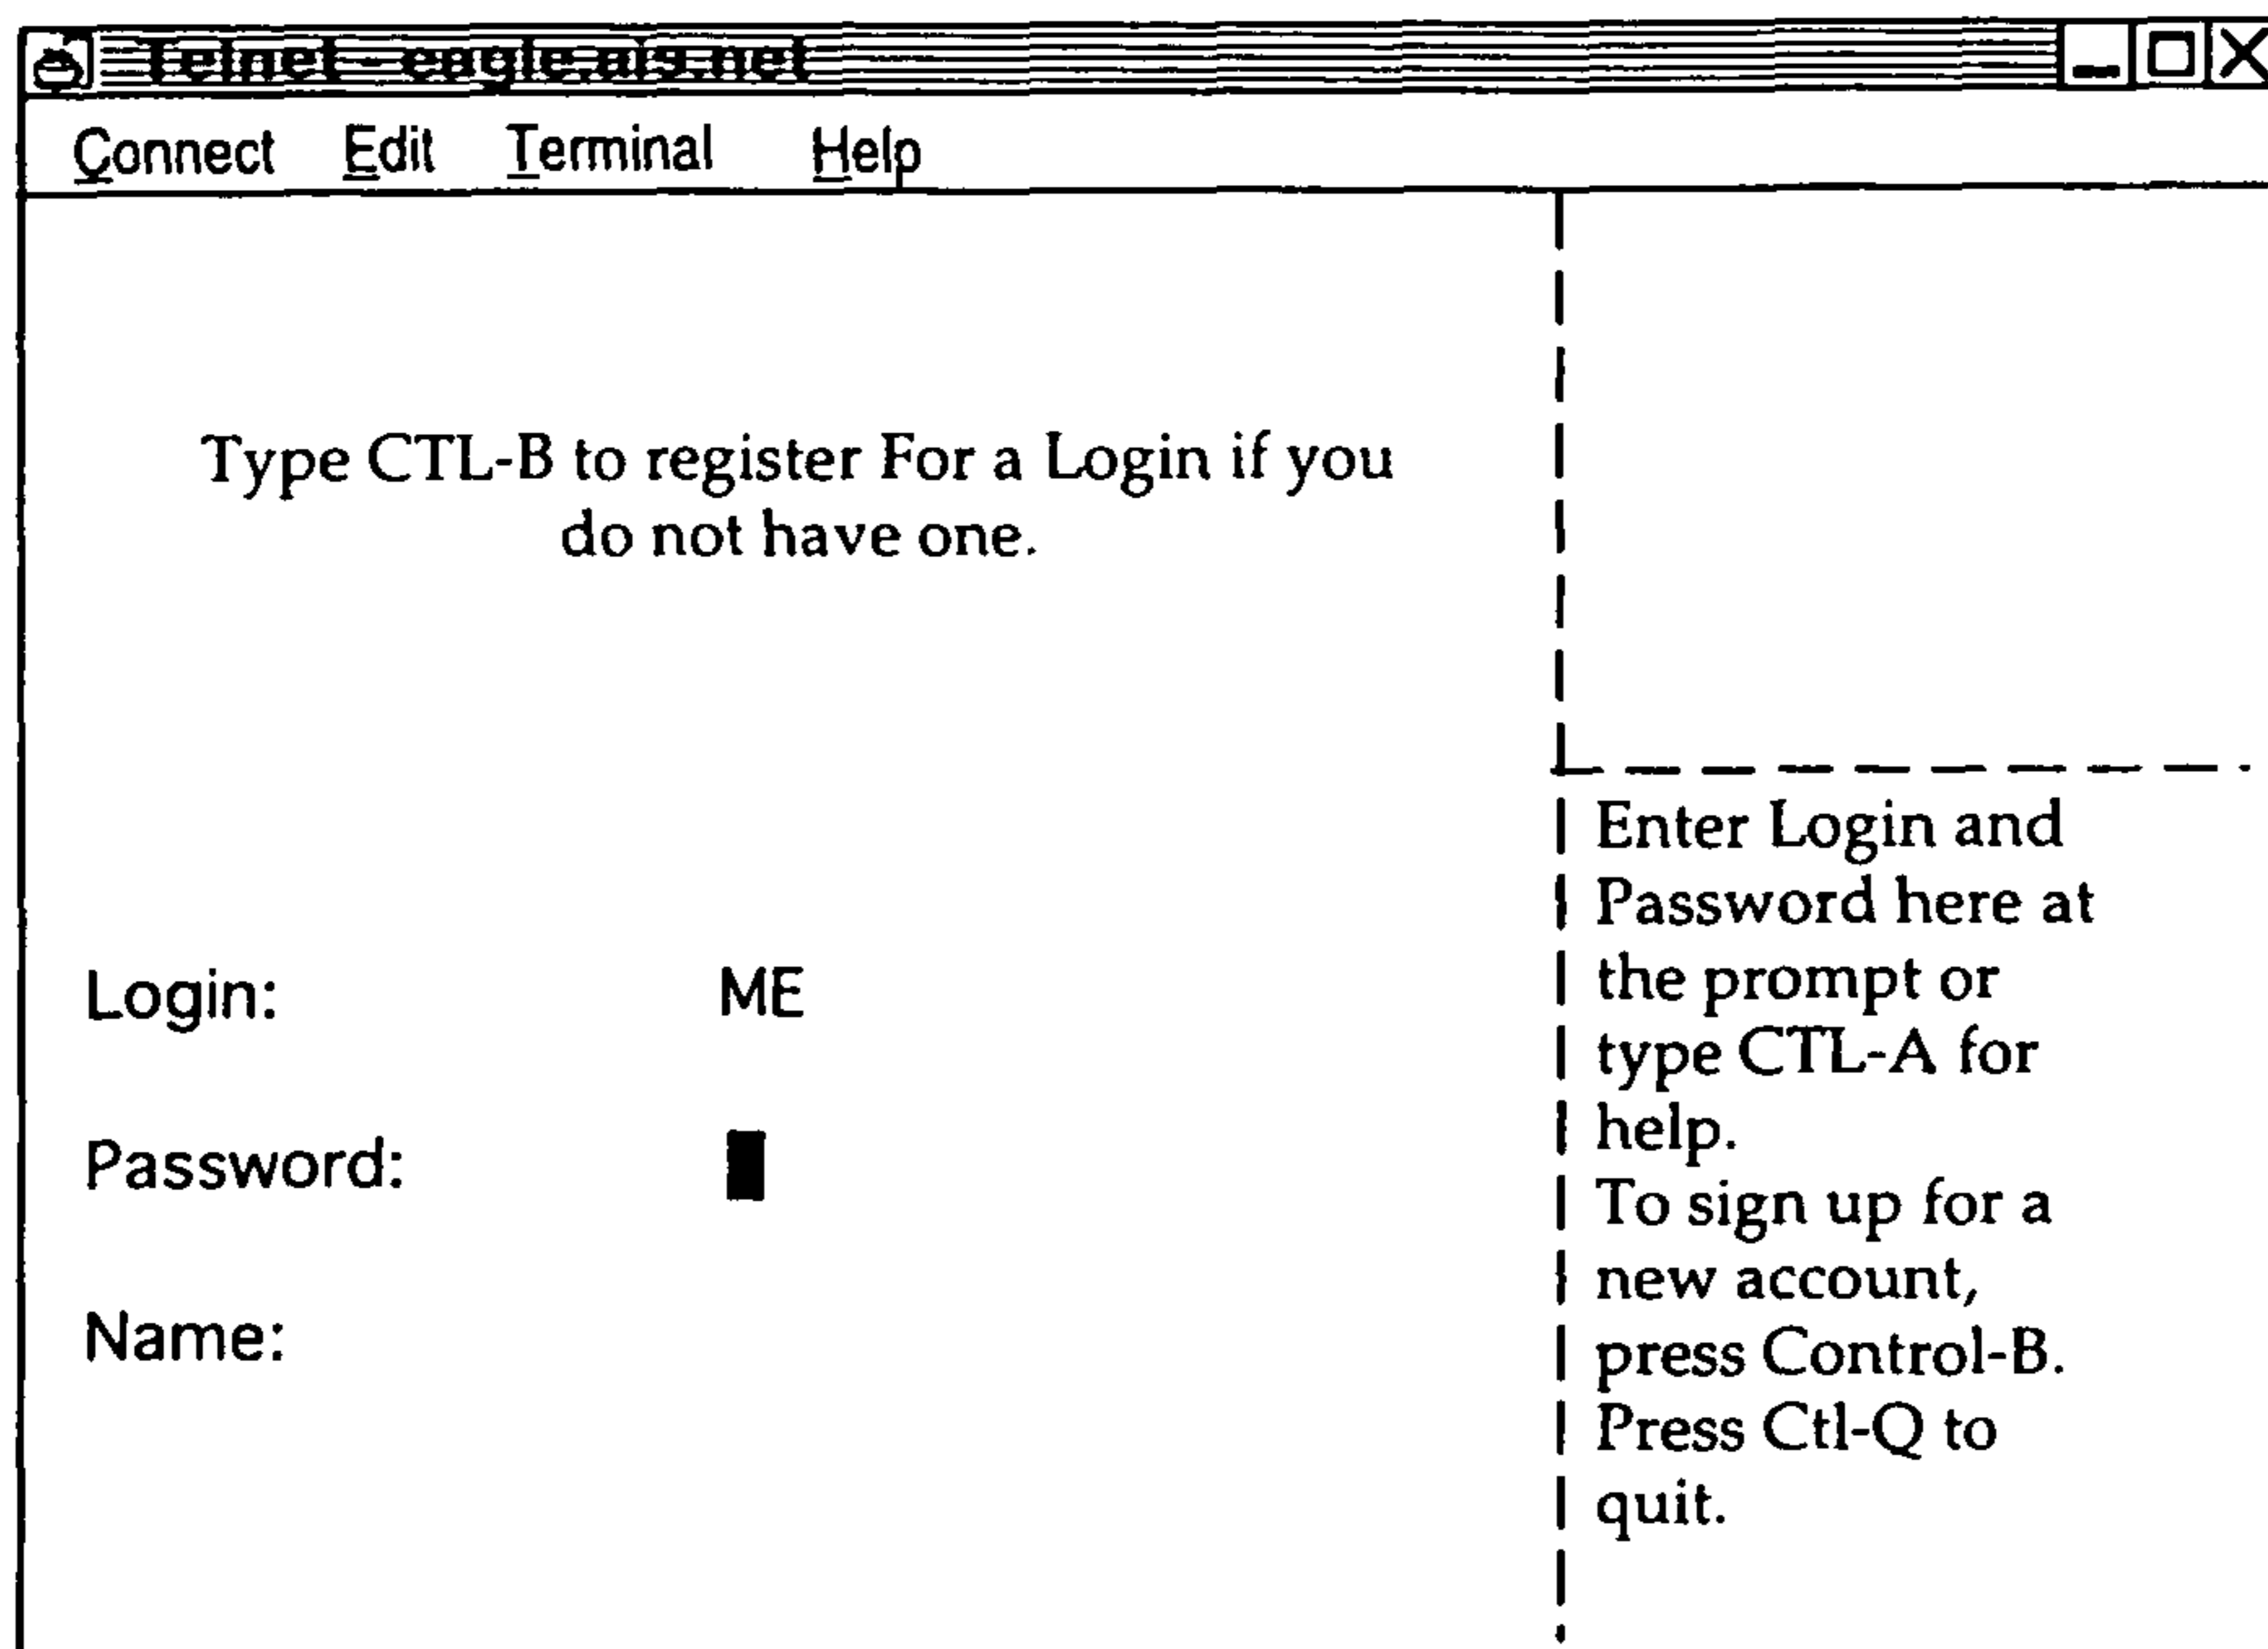 Telnet - eagle.ais.net
Connect Edit Terminal Help
Type CTL-B to register For a Login if you
do not have one.
Login: ME
Password:
Name:
Enter Login and
Password here at
the prompt or
type CTL-A for
help.
To sign up for a
new account,
press Control-B.
Press Ctl-Q to
quit.